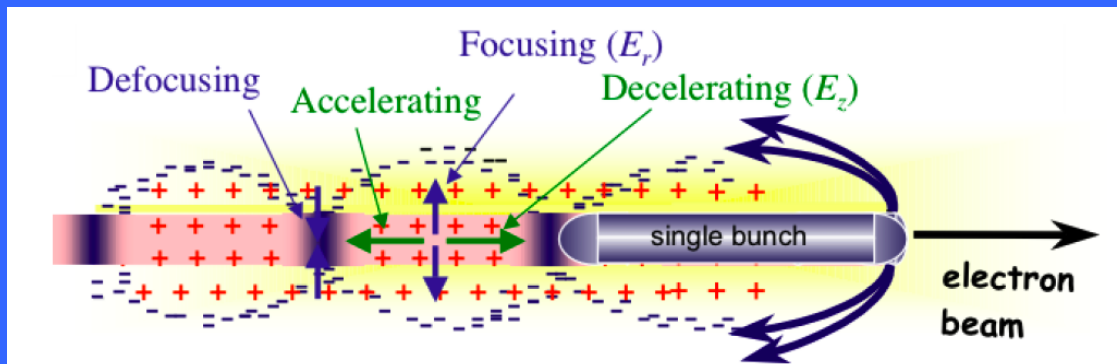 Focusing (E_r)
Defocusing
Accelerating
Decelerating (E_z)
single bunch
electron
beam